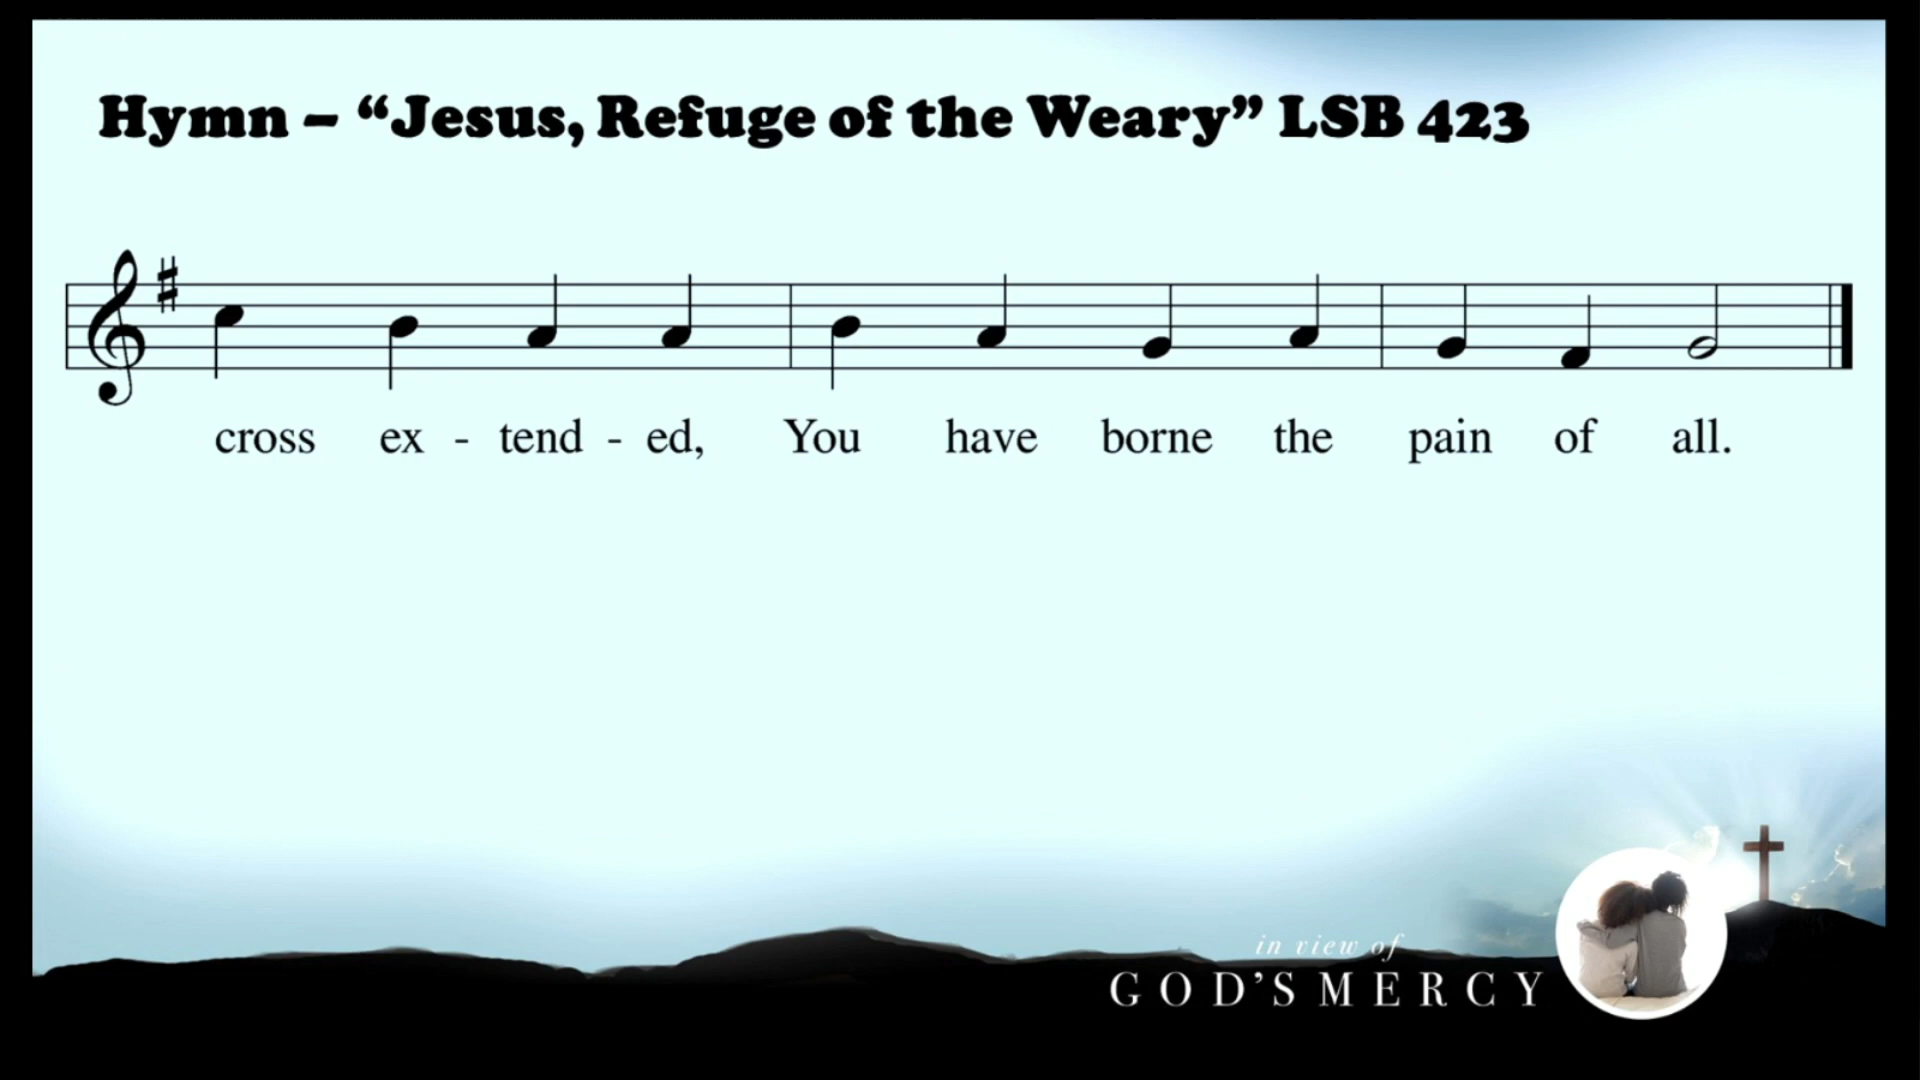 Hymn – “Jesus, Refuge of the Weary” LSB 423
cross ex - tend - ed, You have borne the pain of all.
in view of
GOD’S MERCY